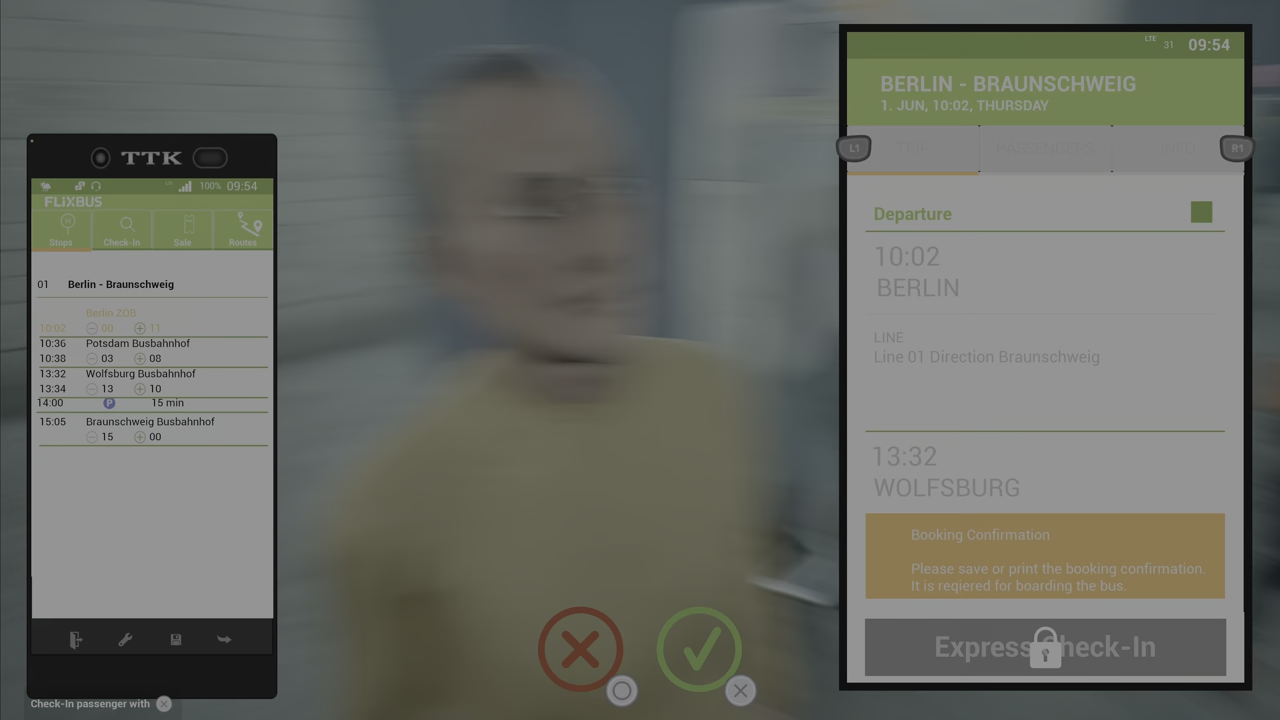 TTK
100% 09:54
FLiXBUS
Stops Check-In Sale Routes
01 Berlin - Braunschweig
Berlin ZOB
10:02 00 11
10:36 Potsdam Busbahnhof
10:38 03 08
13:32 Wolfsburg Busbahnhof
13:34 13 10
14:00 P 15 min
15:05 Braunschweig Busbahnhof
15 00
Check-In passenger with
LTE 31 09:54
BERLIN - BRAUNSCHWEIG
1. JUN, 10:02, THURSDAY
L1 TRIP PASSENGERS INFO R1
Departure
10:02
BERLIN
LINE
Line 01 Direction Braunschweig
13:32
WOLFSBURG
Booking Confirmation
Please save or print the booking confirmation.
It is reqiered for boarding the bus.
Express Check-In